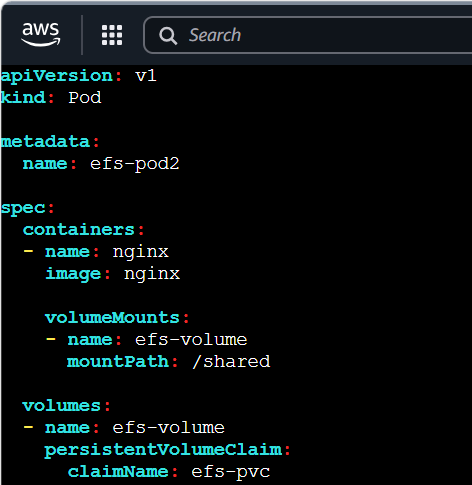 aws
Search
apiVersion: v1
kind: Pod
metadata:
  name: efs-pod2
spec:
  containers:
  - name: nginx
    image: nginx
    volumeMounts:
    - name: efs-volume
      mountPath: /shared
  volumes:
  - name: efs-volume
    persistentVolumeClaim:
      claimName: efs-pvc